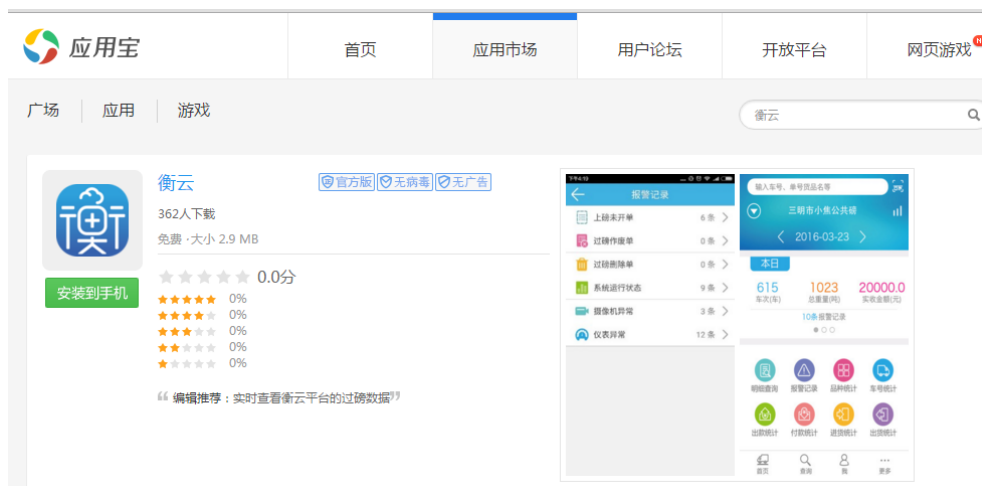 应用宝
首页
应用市场
用户论坛
开放平台
网页游戏
N
广场
应用
游戏
衡云
衡
衡云
官方版
无病毒
无广告
362人下载
免费 · 大小 2.9 MB
安装到手机
0.0分
0%
0%
0%
0%
0%
“ 编辑推荐：实时查看衡云平台的过磅数据”
下午4:10
报警记录
上磅未开单 6 条
过磅作废单 0 条
过磅删除单 0 条
系统运行状态 9 条
摄像机异常 3 条
仪表异常 12 条
输入车号、单号货品名等
三明市小焦公共磅
2016-03-23
本日
615
1023
20000.0
车次(车)
总重量(吨)
实收金额(元)
10条报警记录
明细查询
报警记录
品种统计
车号统计
出款统计
付款统计
进货统计
出货统计
首页
查询
我
更多